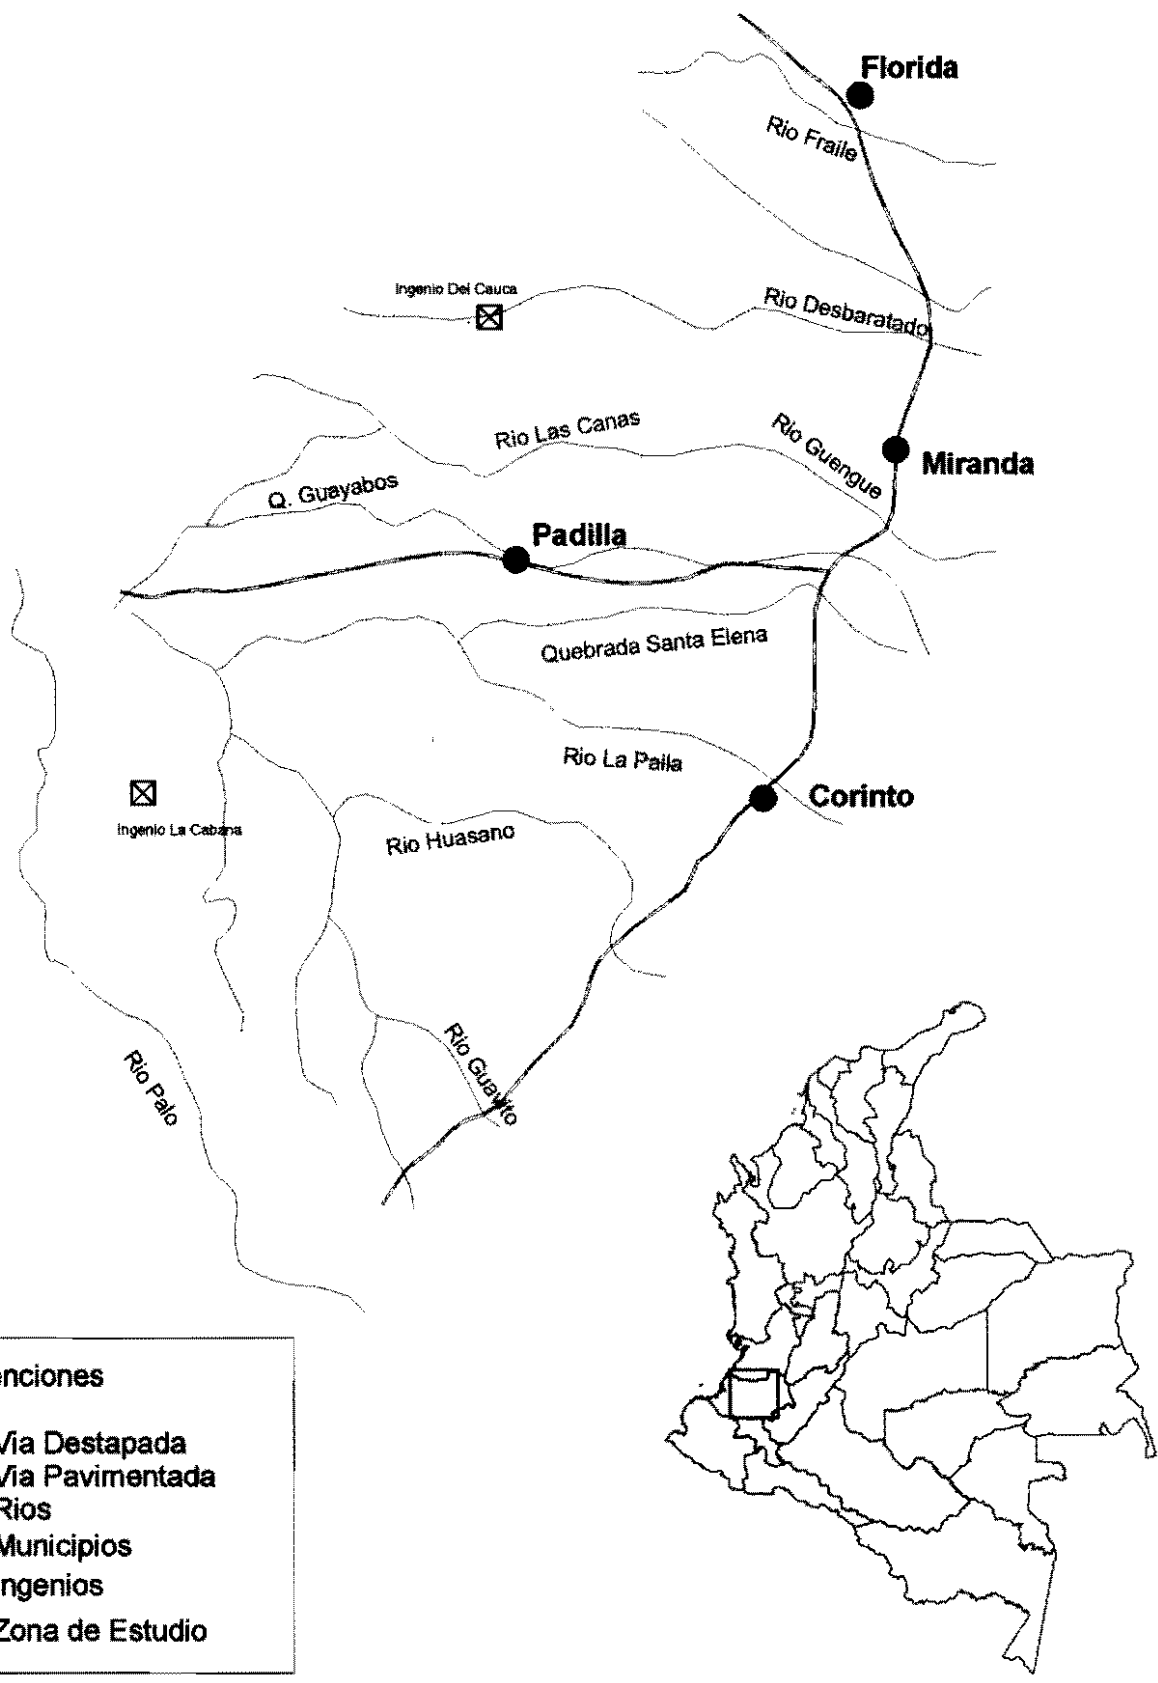 Florida
Rio Fraile
Ingenio Del Cauca
Rio Desbaratado
Rio Las Canas
Rio Guengue
Miranda
Q. Guayabos
Padilla
Quebrada Santa Elena
Rio La Paila
Corinto
Ingenio La Cabana
Rio Huasano
Rio Guavito
Rio Palo
enciones
Via Destapada
Via Pavimentada
Rios
Municipios
ngenios
Zona de Estudio